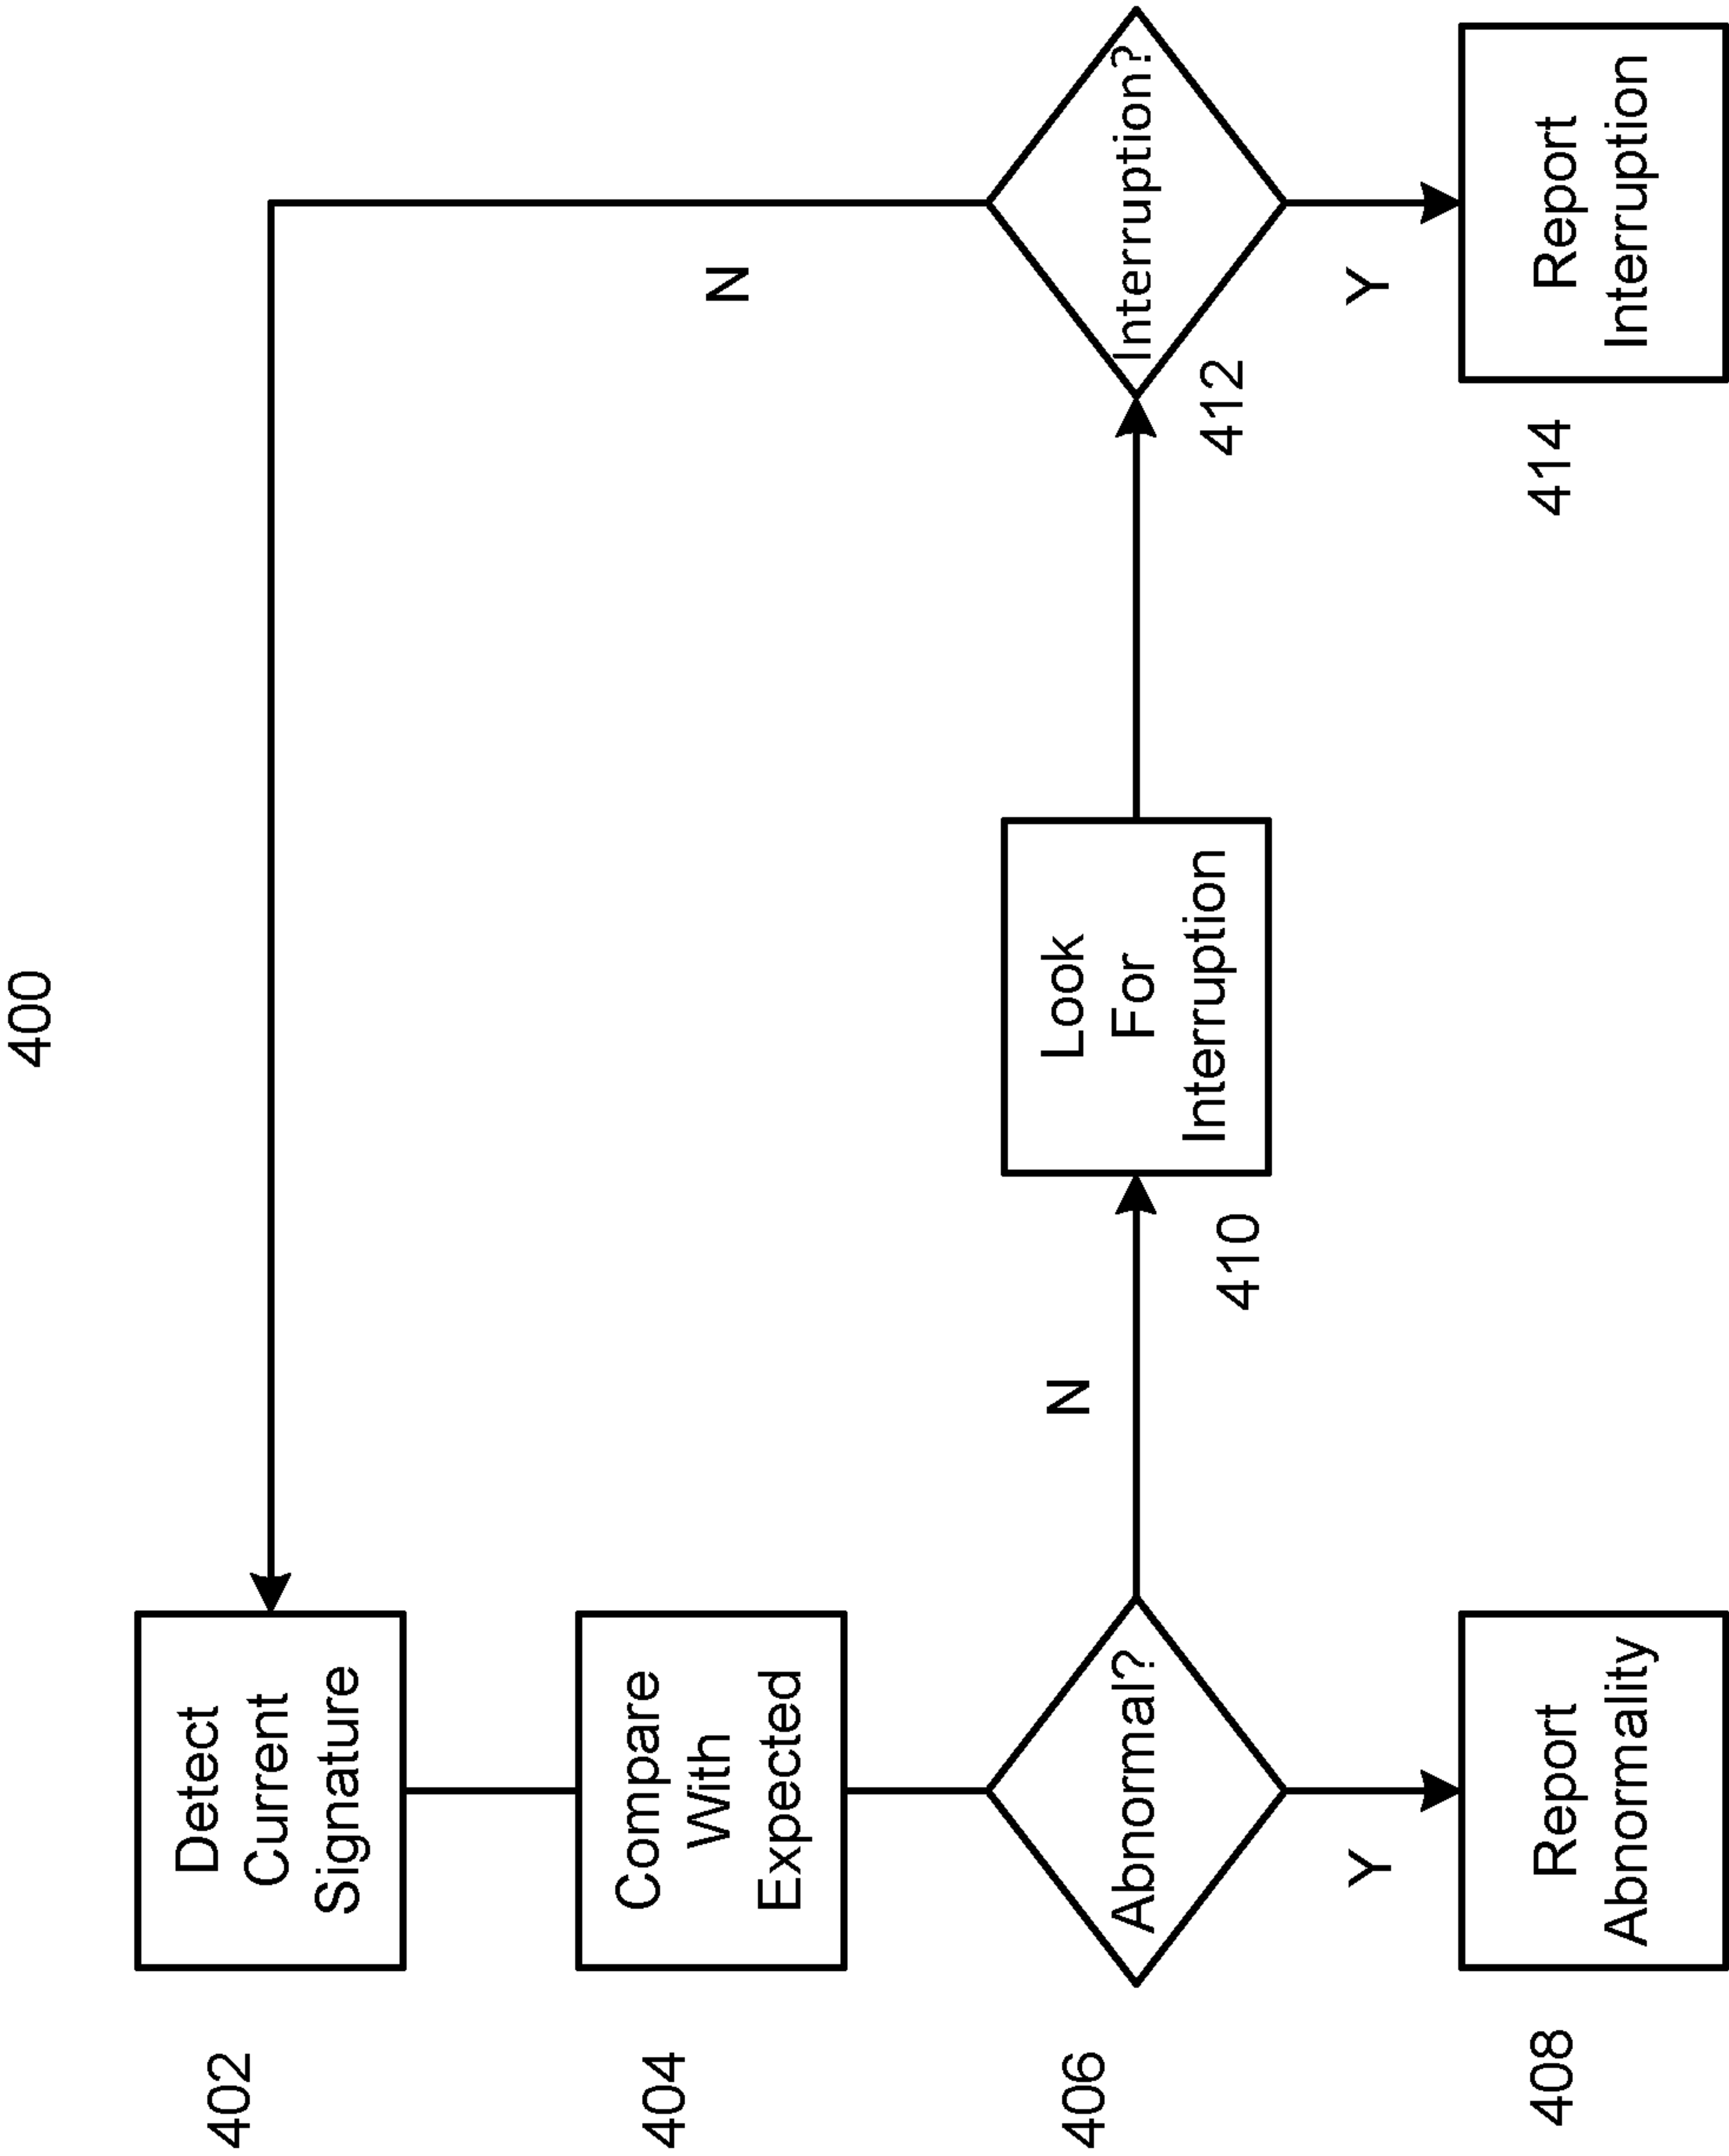 400
402
Detect
Current
Signature
404
Compare
With
Expected
406
Abnormal?
N
Y
408
Report
Abnormality
410
Look
For
Interruption
412
Interruption?
N
Y
414
Report
Interruption